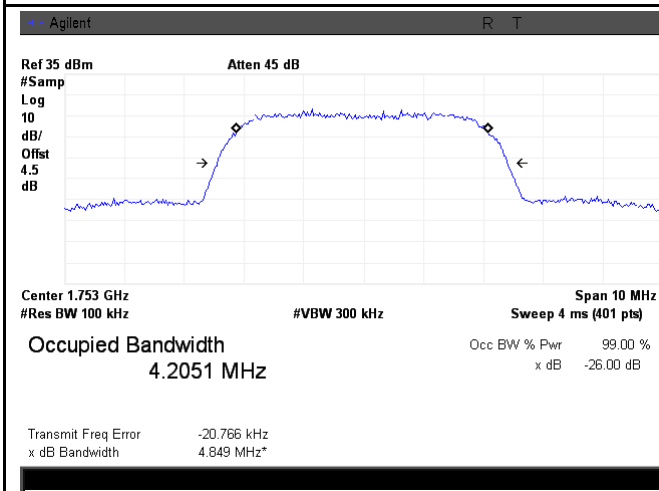 Agilent R T
Ref 35 dBm Atten 45 dB
#Samp
Log
10
dB/
Offst
4.5
dB
Center 1.753 GHz Span 10 MHz
#Res BW 100 kHz #VBW 300 kHz Sweep 4 ms (401 pts)
Occupied Bandwidth Occ BW % Pwr 99.00 %
4.2051 MHz x dB -26.00 dB
Transmit Freq Error -20.766 kHz
x dB Bandwidth 4.849 MHz*